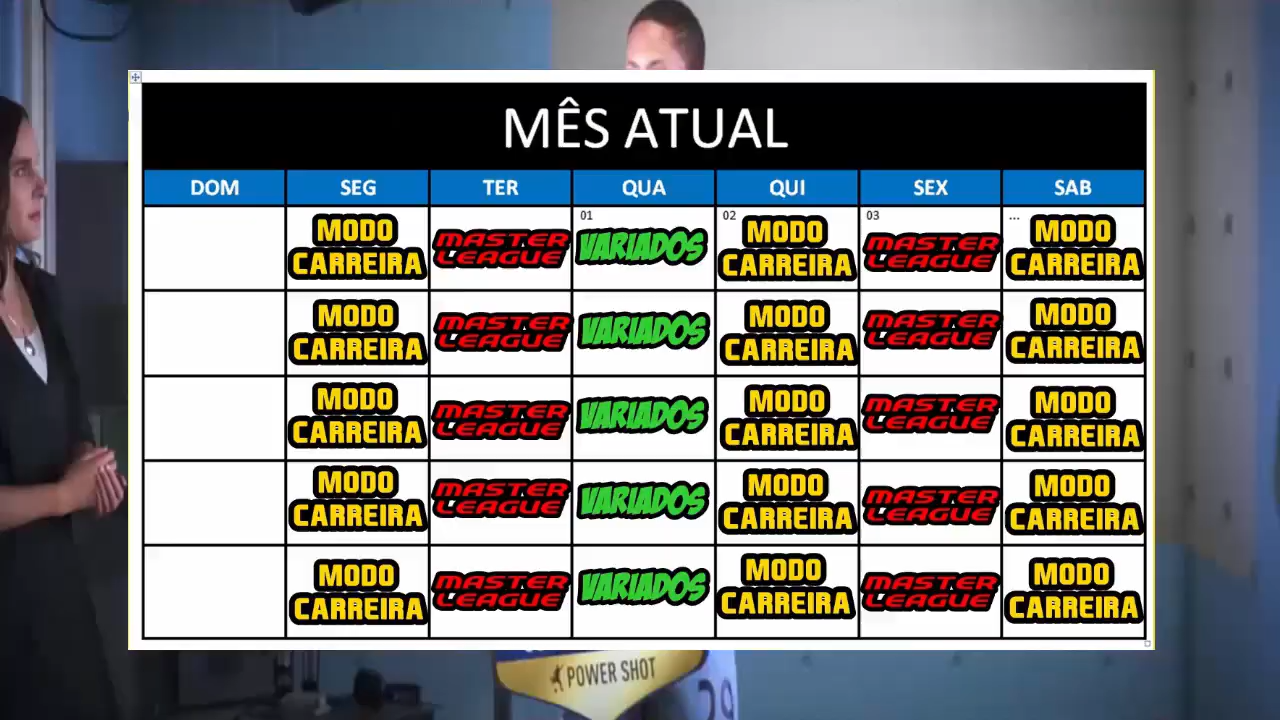 MÊS ATUAL
DOM SEG TER QUA QUI SEX SAB
01 02 03 ...
MODO CARREIRA MASTER LEAGUE VARIADOS MODO CARREIRA MASTER LEAGUE MODO CARREIRA
MODO CARREIRA MASTER LEAGUE VARIADOS MODO CARREIRA MASTER LEAGUE MODO CARREIRA
MODO CARREIRA MASTER LEAGUE VARIADOS MODO CARREIRA MASTER LEAGUE MODO CARREIRA
MODO CARREIRA MASTER LEAGUE VARIADOS MODO CARREIRA MASTER LEAGUE MODO CARREIRA
MODO CARREIRA MASTER LEAGUE VARIADOS MODO CARREIRA MASTER LEAGUE MODO CARREIRA
POWER SHOT
29